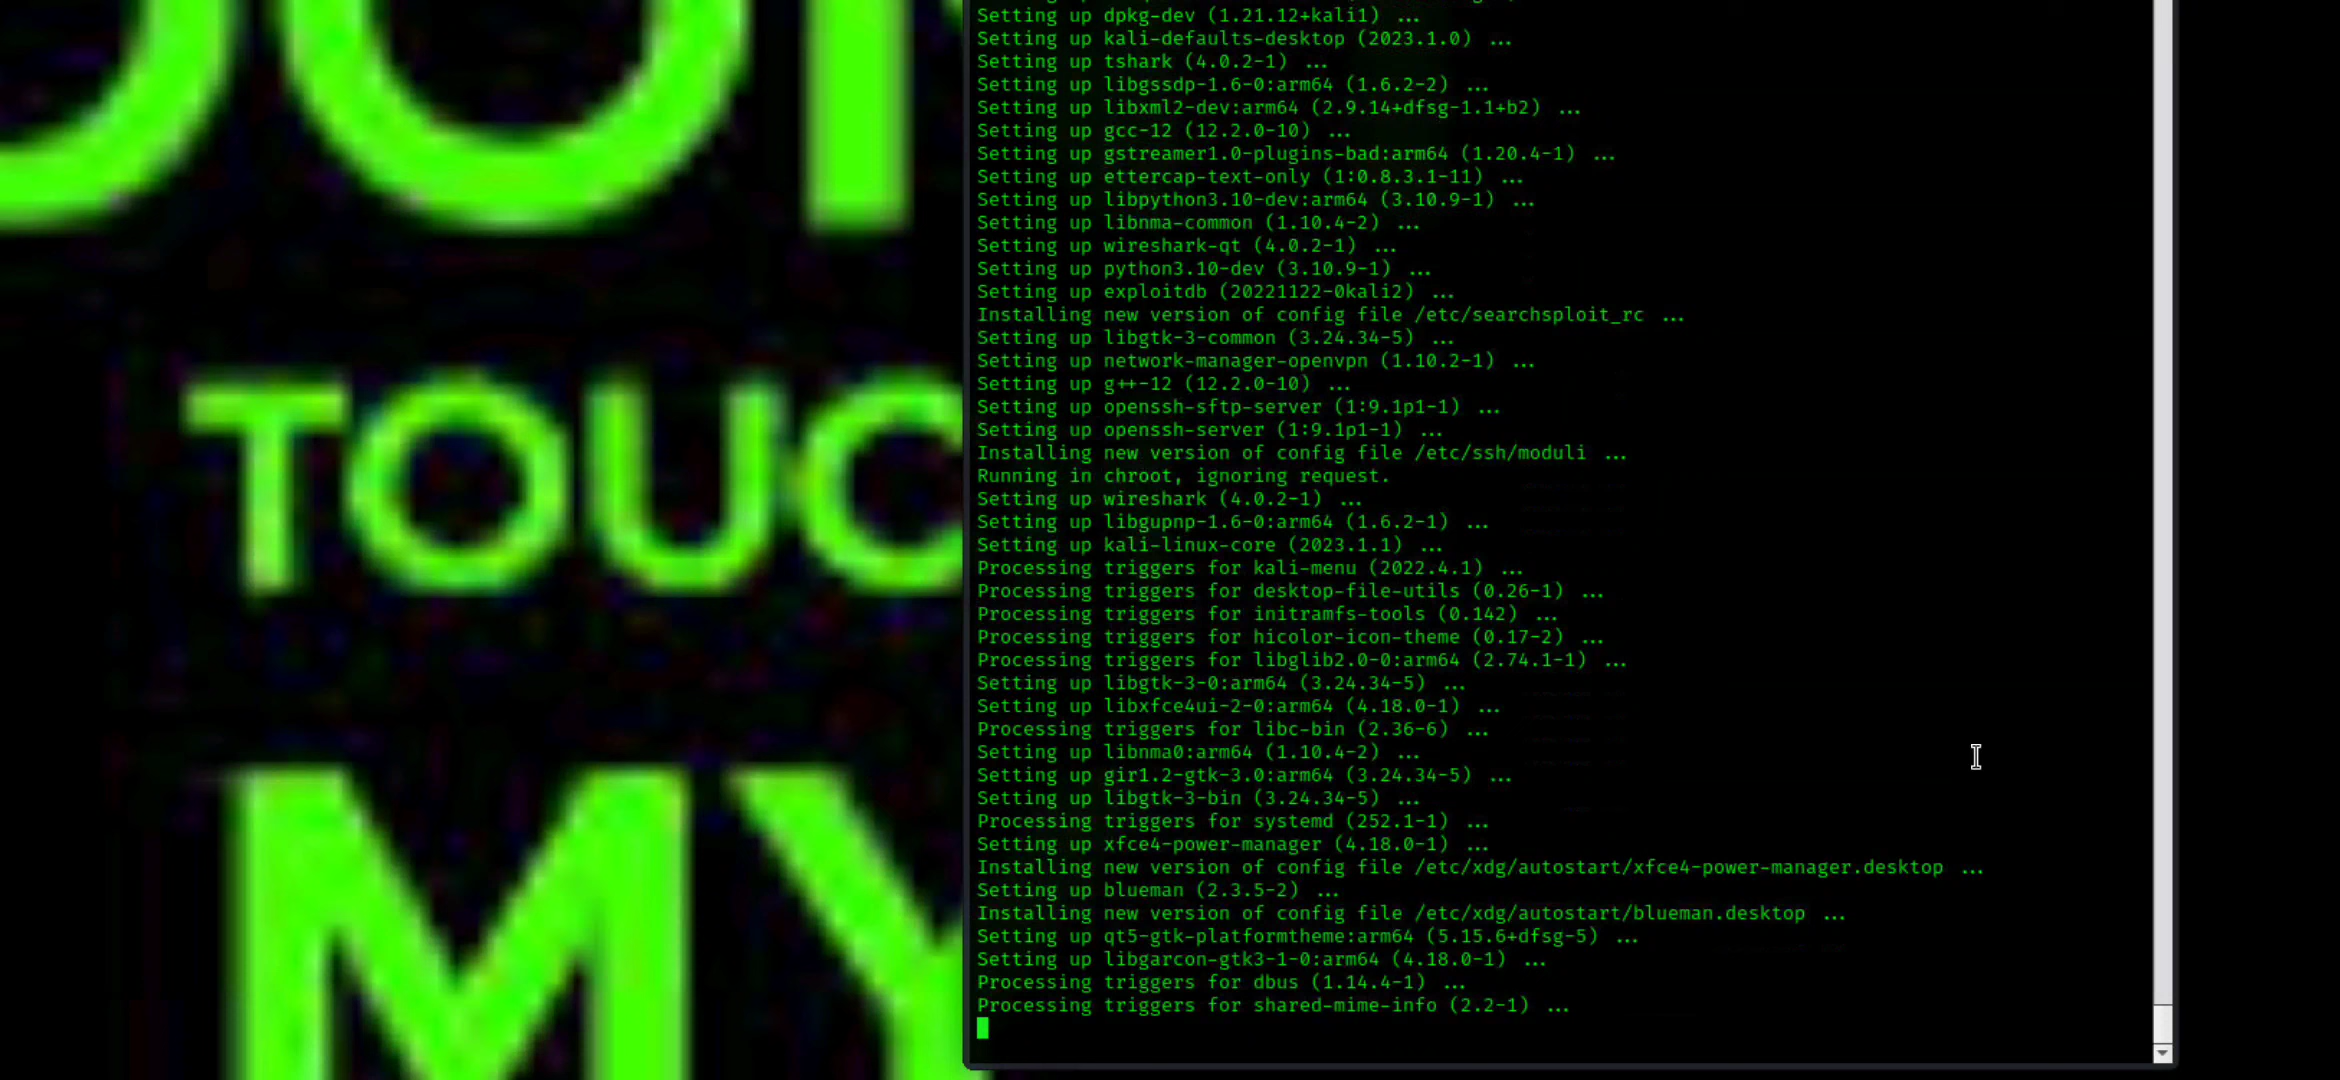 TOUC
MY
Setting up dpkg-dev (1.21.12+kali1) ...
Setting up kali-defaults-desktop (2023.1.0) ...
Setting up tshark (4.0.2-1) ...
Setting up libgssdp-1.6-0:arm64 (1.6.2-2) ...
Setting up libxml2-dev:arm64 (2.9.14+dfsg-1.1+b2) ...
Setting up gcc-12 (12.2.0-10) ...
Setting up gstreamer1.0-plugins-bad:arm64 (1.20.4-1) ...
Setting up ettercap-text-only (1:0.8.3.1-11) ...
Setting up libpython3.10-dev:arm64 (3.10.9-1) ...
Setting up libnma-common (1.10.4-2) ...
Setting up wireshark-qt (4.0.2-1) ...
Setting up python3.10-dev (3.10.9-1) ...
Setting up exploitdb (20221122-0kali2) ...
Installing new version of config file /etc/searchsploit_rc ...
Setting up libgtk-3-common (3.24.34-5) ...
Setting up network-manager-openvpn (1.10.2-1) ...
Setting up g++-12 (12.2.0-10) ...
Setting up openssh-sftp-server (1:9.1p1-1) ...
Setting up openssh-server (1:9.1p1-1) ...
Installing new version of config file /etc/ssh/moduli ...
Running in chroot, ignoring request.
Setting up wireshark (4.0.2-1) ...
Setting up libgupnp-1.6-0:arm64 (1.6.2-1) ...
Setting up kali-linux-core (2023.1.1) ...
Processing triggers for kali-menu (2022.4.1) ...
Processing triggers for desktop-file-utils (0.26-1) ...
Processing triggers for initramfs-tools (0.142) ...
Processing triggers for hicolor-icon-theme (0.17-2) ...
Processing triggers for libglib2.0-0:arm64 (2.74.1-1) ...
Setting up libgtk-3-0:arm64 (3.24.34-5) ...
Setting up libxfce4ui-2-0:arm64 (4.18.0-1) ...
Processing triggers for libc-bin (2.36-6) ...
Setting up libnma0:arm64 (1.10.4-2) ...
Setting up gir1.2-gtk-3.0:arm64 (3.24.34-5) ...
Setting up libgtk-3-bin (3.24.34-5) ...
Processing triggers for systemd (252.1-1) ...
Setting up xfce4-power-manager (4.18.0-1) ...
Installing new version of config file /etc/xdg/autostart/xfce4-power-manager.desktop ...
Setting up blueman (2.3.5-2) ...
Installing new version of config file /etc/xdg/autostart/blueman.desktop ...
Setting up qt5-gtk-platformtheme:arm64 (5.15.6+dfsg-5) ...
Setting up libgarcon-gtk3-1-0:arm64 (4.18.0-1) ...
Processing triggers for dbus (1.14.4-1) ...
Processing triggers for shared-mime-info (2.2-1) ...